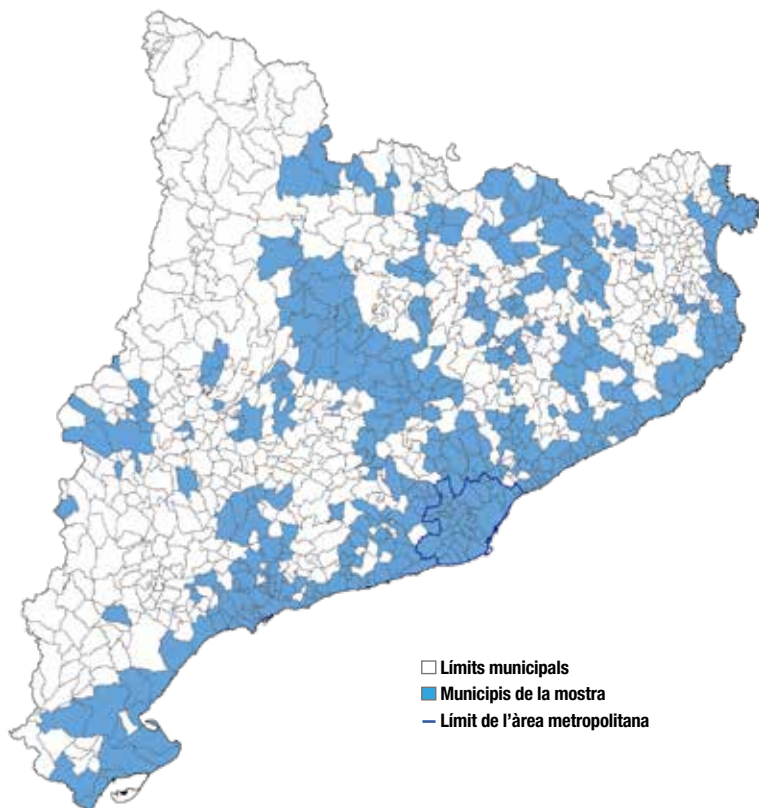 Límits municipals
Municipis de la mostra
Límit de l'àrea metropolitana